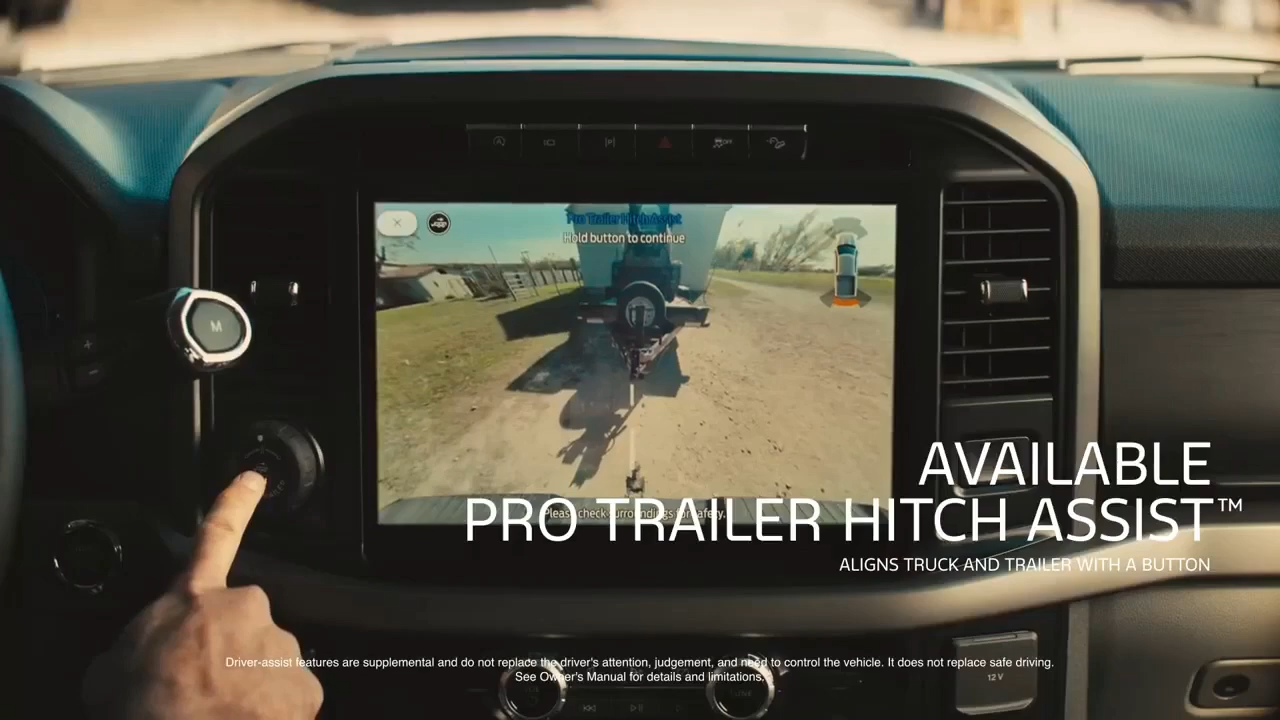 Pro Trailer Hitch Assist
Hold button to continue
M
Please check surroundings for safety.
AVAILABLE
PRO TRAILER HITCH ASSIST™
ALIGNS TRUCK AND TRAILER WITH A BUTTON
Driver-assist features are supplemental and do not replace the driver's attention, judgement, and need to control the vehicle. It does not replace safe driving.
See Owner's Manual for details and limitations.
12 V